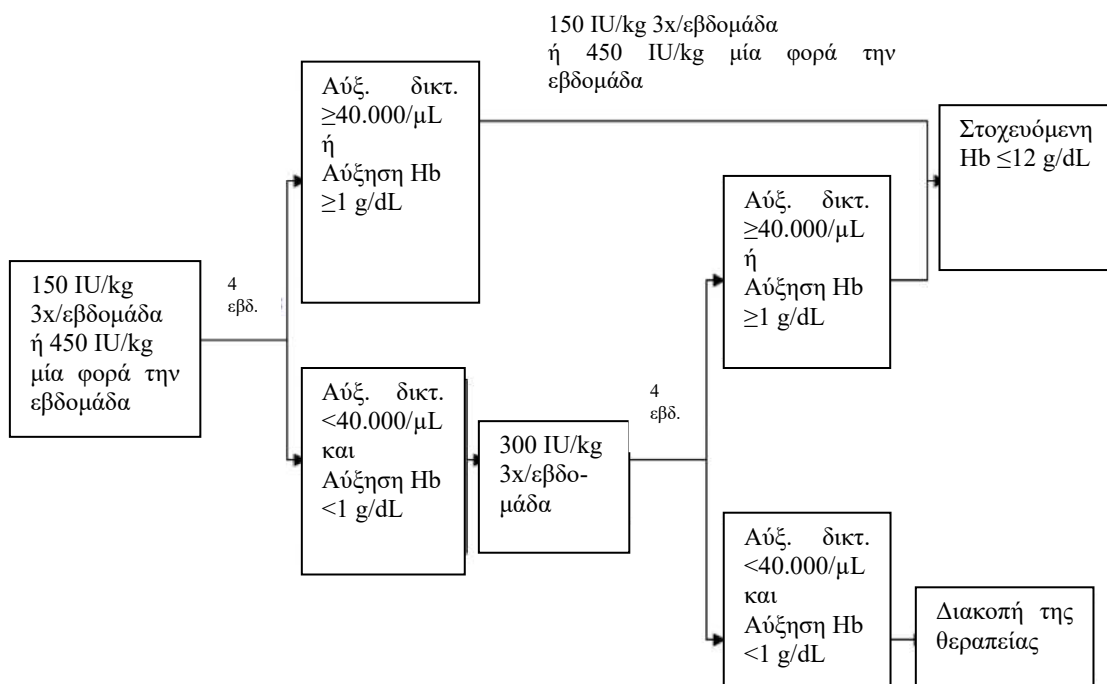 150 IU/kg 3x/εβδομάδα
ή 450 IU/kg μία φορά την
εβδομάδα
Αύξ. δικτ.
≥40.000/µL
ή
Αύξηση Hb
≥1 g/dL
Στοχευόμενη
Hb ≤12 g/dL
Αύξ. δικτ.
≥40.000/µL
ή
Αύξηση Hb
≥1 g/dL
150 IU/kg
3x/εβδομάδα
ή 450 IU/kg
μία φορά την
εβδομάδα
4
εβδ.
Αύξ. δικτ.
<40.000/µL
και
Αύξηση Hb
<1 g/dL
300 IU/kg
3x/εβδο-
μάδα
4
εβδ.
Αύξ. δικτ.
<40.000/µL
και
Αύξηση Hb
<1 g/dL
Διακοπή της
θεραπείας